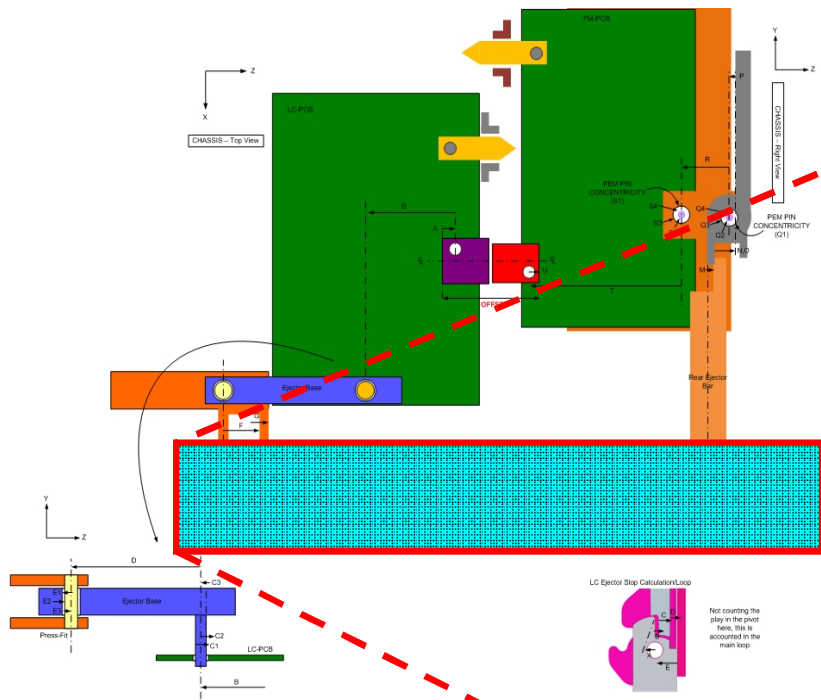 FM-PCB
Y
Z
P
Z
X
LC-PCB
CHASSIS – Top View
CHASSIS – Right View
R
PEM PIN
CONCENTRICITY
(S1)
S4
S3
Q4
Q3
Q2
PEM PIN
CONCENTRICITY
(Q1)
B
A
N,O
M
U
T
OFFS
Ejector Base
Rear Ejector
Bar
G
F
Y
Z
D
C3
E1
E2
E3
Ejector Base
C2
C1
Press-Fit
LC-PCB
B
LC Ejector Stop Calculation/Loop
C
D
B
A
E
Not counting the
play in the pivot
here, this is
accounted in the
main loop